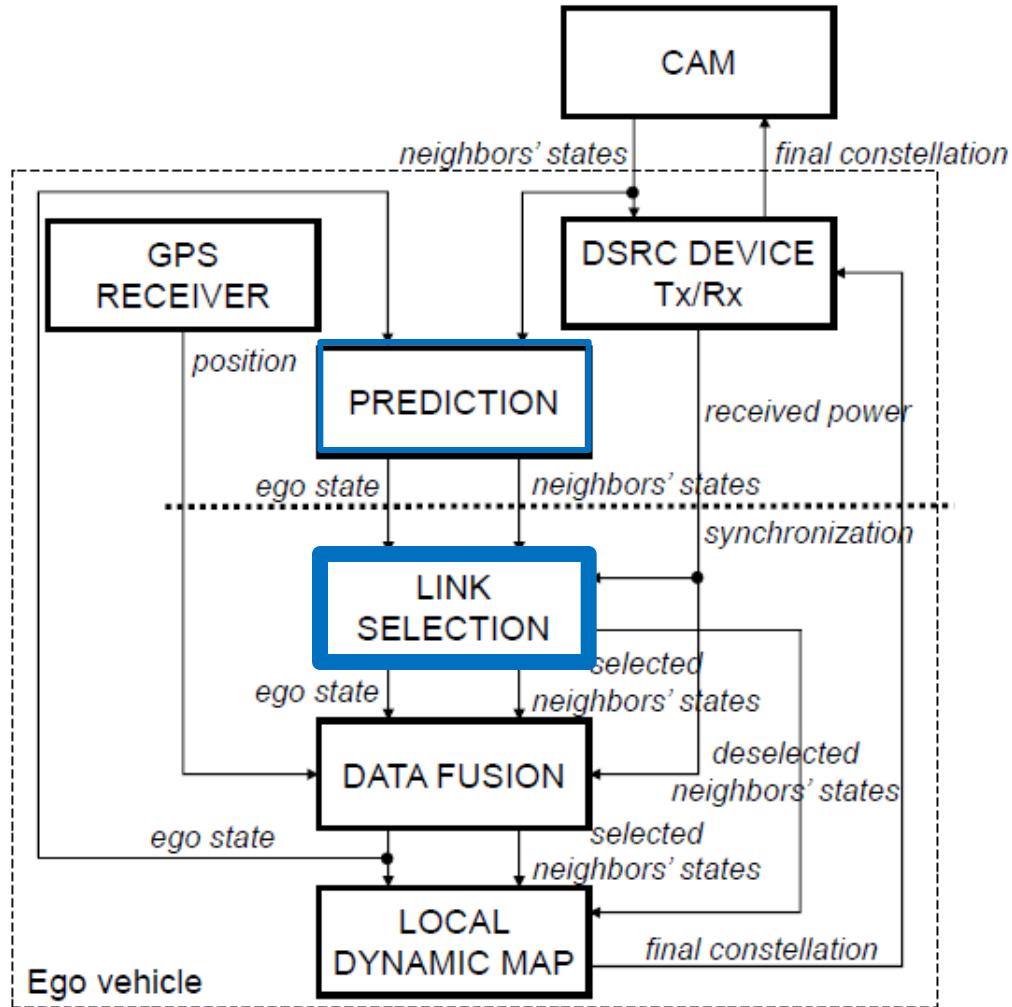 CAM
neighbors' states
final constellation
GPS
RECEIVER
DSRC DEVICE
Tx/Rx
position
PREDICTION
received power
ego state
neighbors' states
synchronization
LINK
SELECTION
ego state
selected
neighbors' states
DATA FUSION
deselected
neighbors' states
ego state
selected
neighbors' states
LOCAL
DYNAMIC MAP
final constellation
Ego vehicle